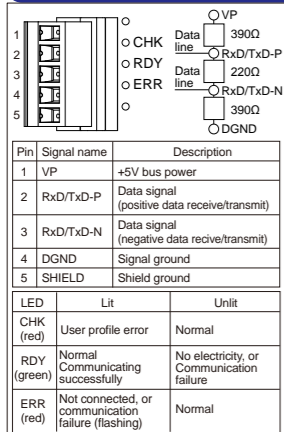 1
2
3
4
5
CHK
RDY
ERR
VP
Data line
390Ω
RxD/TxD-P
Data line
220Ω
RxD/TxD-N
390Ω
DGND
Pin Signal name Description
1 VP +5V bus power
2 RxD/TxD-P Data signal
(positive data receive/transmit)
3 RxD/TxD-N Data signal
(negative data recive/transmit)
4 DGND Signal ground
5 SHIELD Shield ground
LED Lit Unlit
CHK (red) User profile error Normal
RDY (green) Normal Communicating successfully No electricity, or Communication failure
ERR (red) Not connected, or communication failure (flashing) Normal